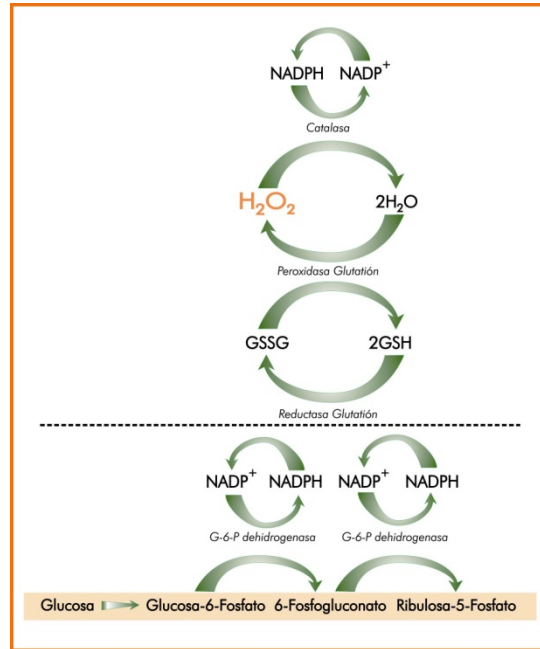 NADPH NADP⁺
Catalasa
H₂O₂ 2H₂O
Peroxidasa Glutatión
GSSG 2GSH
Reductasa Glutatión
NADP⁺ NADPH NADP⁺ NADPH
G-6-P dehidrogenasa G-6-P dehidrogenasa
Glucosa Glucosa-6-Fosfato 6-Fosfogluconato Ribulosa-5-Fosfato